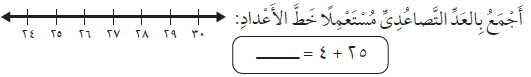 أَجْمَعُ بِالعَدِّ التَّصاعُدِيِّ مُسْتَعْمِلًا خَطَّ الأَعْدادِ:
٢٤ ٢٥ ٢٦ ٢٧ ٢٨ ٢٩ ٣٠
٢٥ + ٤ = ____